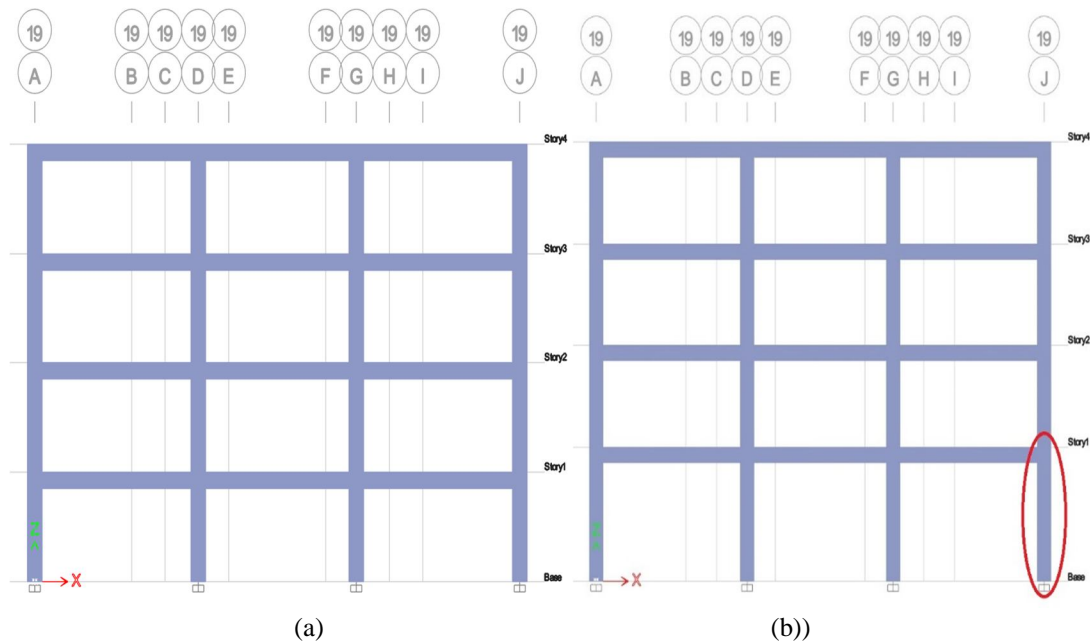 19 19 19 19 19 19 19 19 19 19
A B C D E F G H I J
Story4
Story3
Story2
Story1
X Base
(a)
19 19 19 19 19 19 19 19 19 19
A B C D E F G H I J
Story4
Story3
Story2
Story1
X Base
(b))